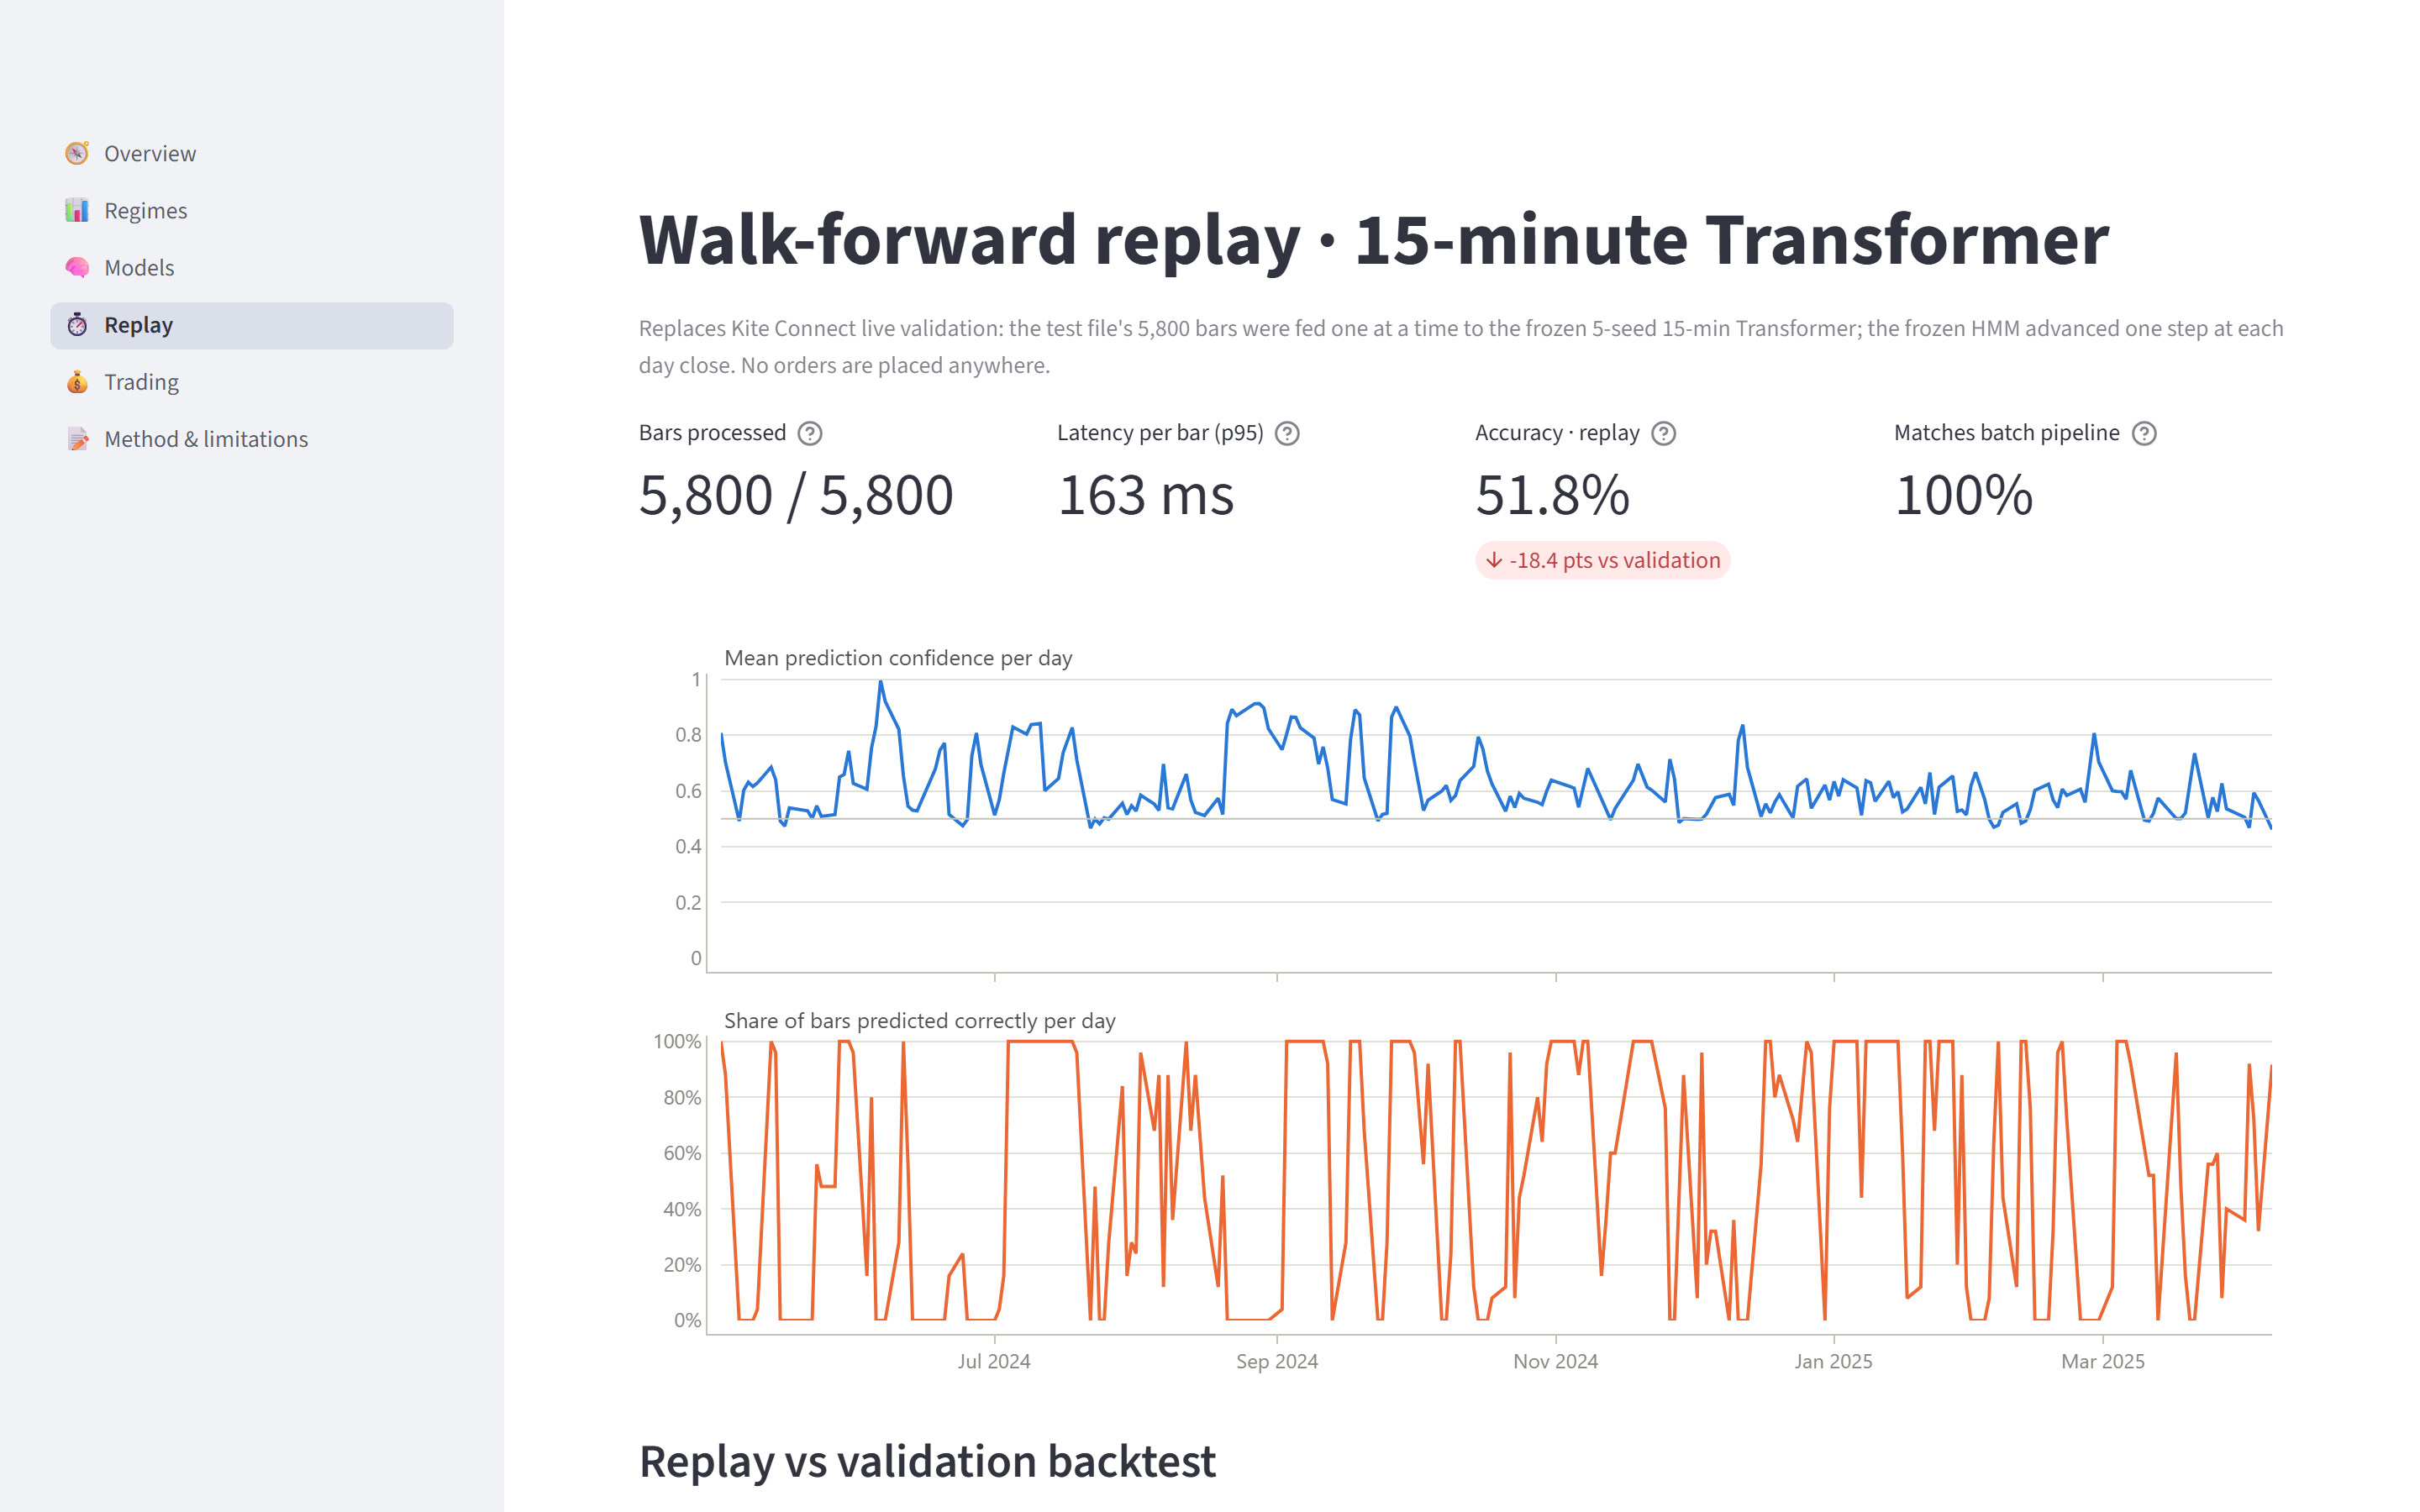 Overview
Regimes
Models
Replay
Trading
Method & limitations
Walk-forward replay · 15-minute Transformer
Replaces Kite Connect live validation: the test file's 5,800 bars were fed one at a time to the frozen 5-seed 15-min Transformer; the frozen HMM advanced one step at each
day close. No orders are placed anywhere.
Bars processed ?
5,800 / 5,800
Latency per bar (p95) ?
163 ms
Accuracy · replay ?
51.8%
↓ -18.4 pts vs validation
Matches batch pipeline ?
100%
Mean prediction confidence per day
1
0.8
0.6
0.4
0.2
0
Share of bars predicted correctly per day
100%
80%
60%
40%
20%
0%
Jul 2024 Sep 2024 Nov 2024 Jan 2025 Mar 2025
Replay vs validation backtest